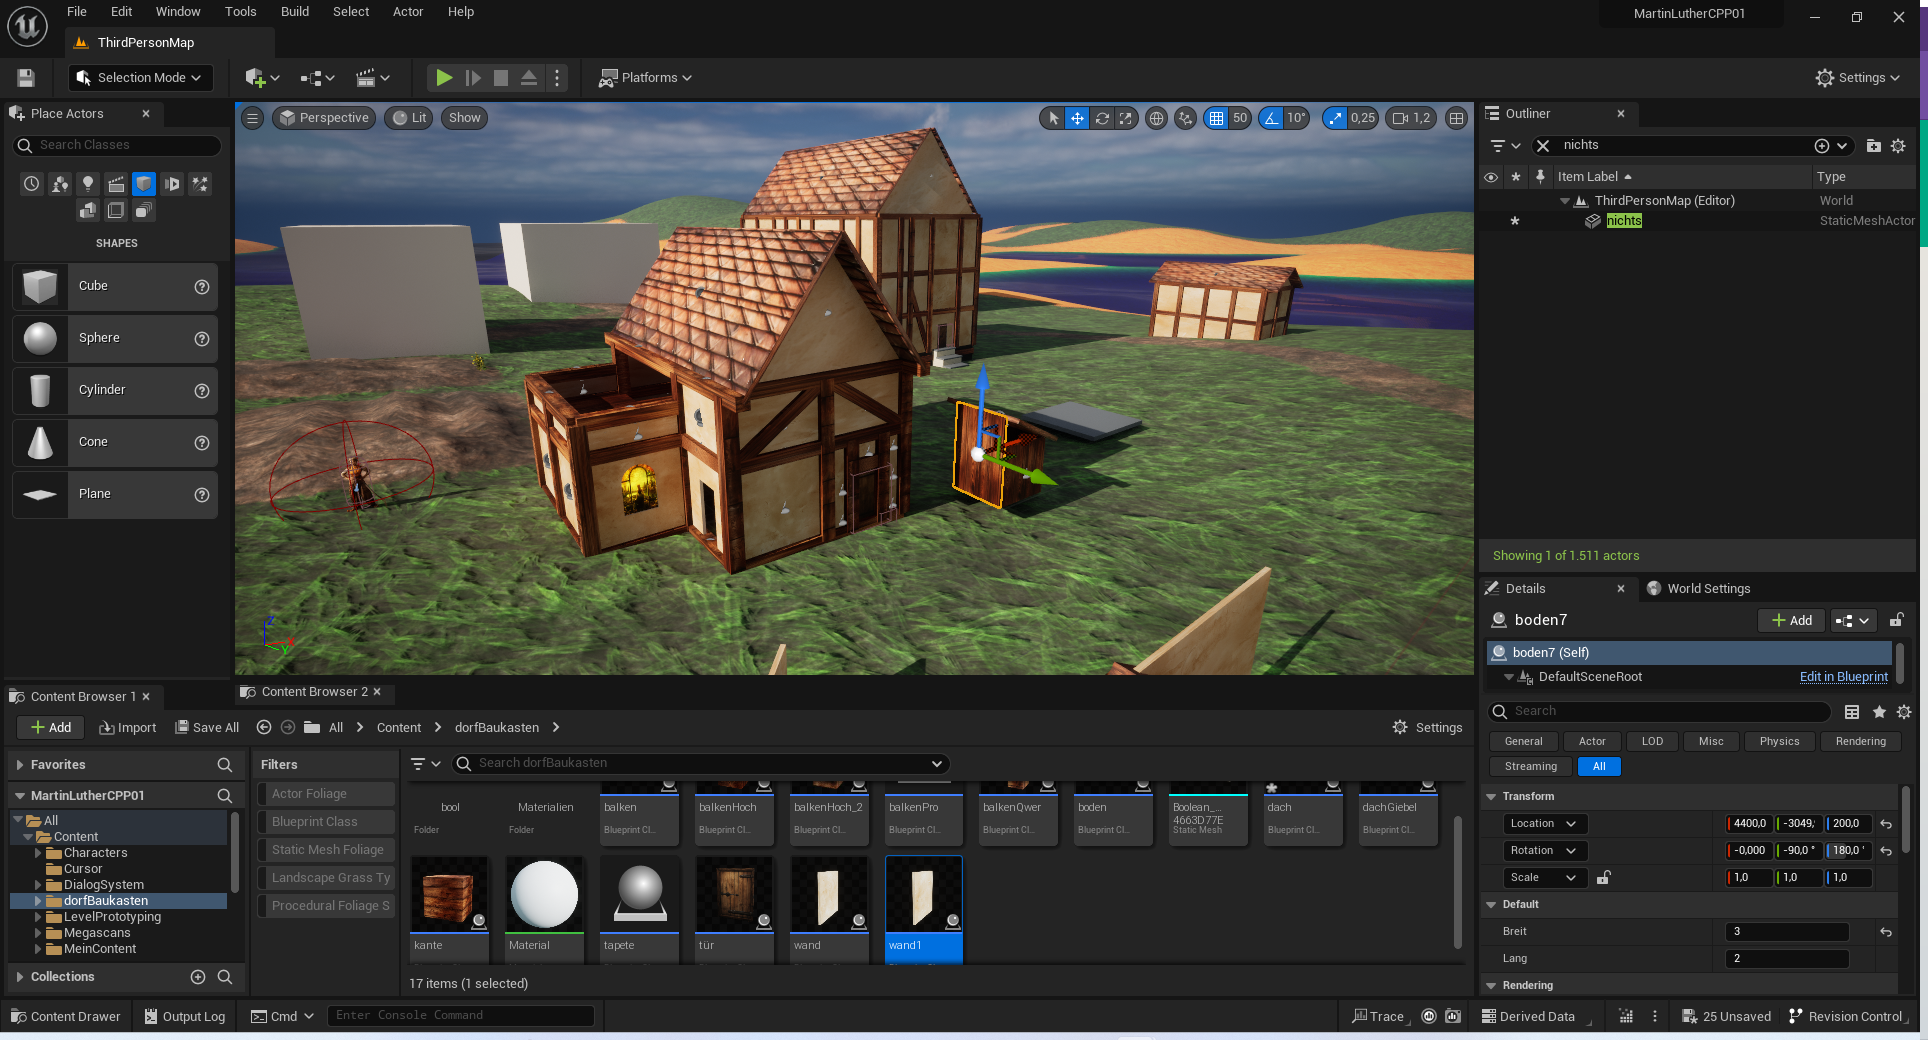 File Edit Window Tools Build Select Actor Help
MartinLutherCPP01
ThirdPersonMap
Selection Mode
Platforms
Settings
Place Actors
Search Classes
SHAPES
Cube
Sphere
Cylinder
Cone
Plane
Perspective Lit Show
50 10° 0,25 1,2
Outliner
nichts
Item Label Type
ThirdPersonMap (Editor) World
nichts StaticMeshActor
Showing 1 of 1.511 actors
Details World Settings
boden7 Add
boden7 (Self)
DefaultSceneRoot Edit in Blueprint
Search
General Actor LOD Misc Physics Rendering
Streaming All
Transform
Location 4400,0 -3049, 200,0
Rotation -0,000 -90,0 ° 180,0 °
Scale 1,0 1,0 1,0
Default
Breit 3
Lang 2
Rendering
Content Browser 1 Content Browser 2
Add Import Save All All Content dorfBaukasten Settings
Favorites
MartinLutherCPP01
All
Content
Characters
Cursor
DialogSystem
dorfBaukasten
LevelPrototyping
Megascans
MeinContent
Collections
Filters
Actor Foliage
Blueprint Class
Static Mesh Foliage
Landscape Grass Ty
Procedural Foliage S
Search dorfBaukasten
bool Materialien balken balkenHoch balkenHoch_2 balkenPro balkenQwer boden Boolean_... dach dachGiebel
4663D77E
Folder Folder Blueprint Cl... Blueprint Cl... Blueprint Cl... Blueprint Cl... Blueprint Cl... Blueprint Cl... Static Mesh Blueprint Cl... Blueprint Cl...
kante Material tapete tür wand wand1
17 items (1 selected)
Content Drawer Output Log Cmd Enter Console Command Trace Derived Data 25 Unsaved Revision Control